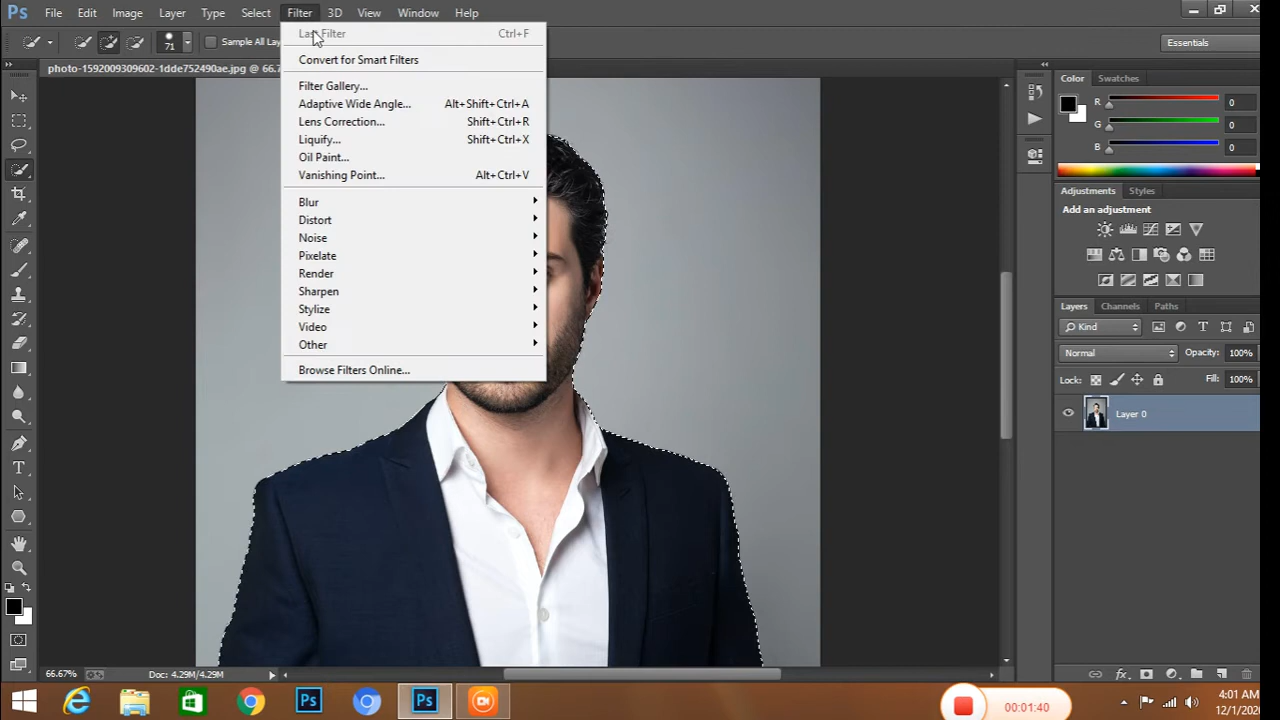 Ps File Edit Image Layer Type Select Filter 3D View Window Help
71 Sample All Lay
Essentials
photo-1592009309602-1dde752490ae.jpg @ 66.7
Last Filter Ctrl+F
Convert for Smart Filters
Filter Gallery...
Adaptive Wide Angle... Alt+Shift+Ctrl+A
Lens Correction... Shift+Ctrl+R
Liquify... Shift+Ctrl+X
Oil Paint...
Vanishing Point... Alt+Ctrl+V
Blur
Distort
Noise
Pixelate
Render
Sharpen
Stylize
Video
Other
Browse Filters Online...
Color Swatches
R 0
G 0
B 0
Adjustments Styles
Add an adjustment
Layers Channels Paths
Kind
Normal Opacity: 100%
Lock: Fill: 100%
Layer 0
66.67% Doc: 4.29M/4.29M
Ps Ps
00:01:40
4:01 AM
12/1/202